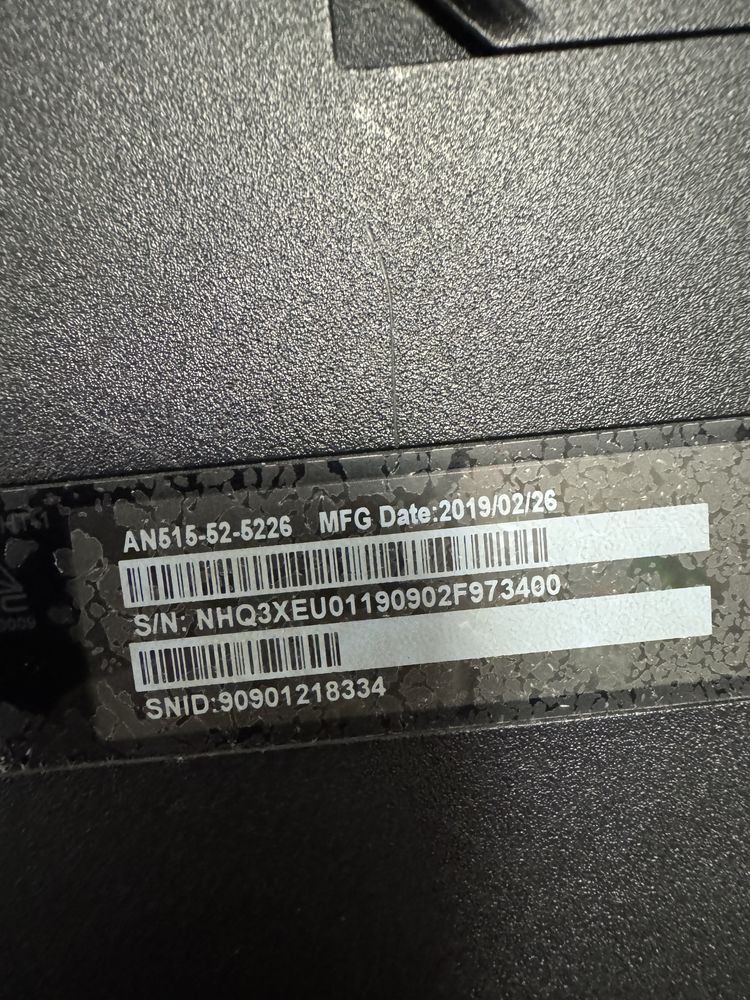 AN515-52-5226 MFG Date:2019/02/26
S/N: NHQ3XEU01190902F973400
SNID:90901218334